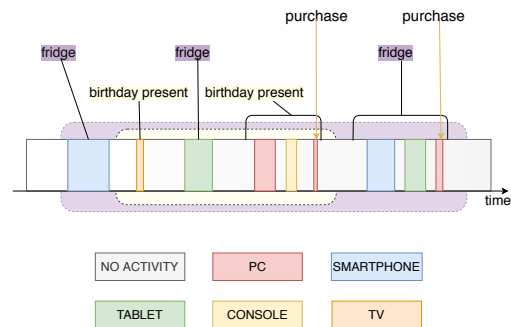 purchase purchase
fridge fridge fridge
birthday present birthday present
time
NO ACTIVITY PC SMARTPHONE
TABLET CONSOLE TV